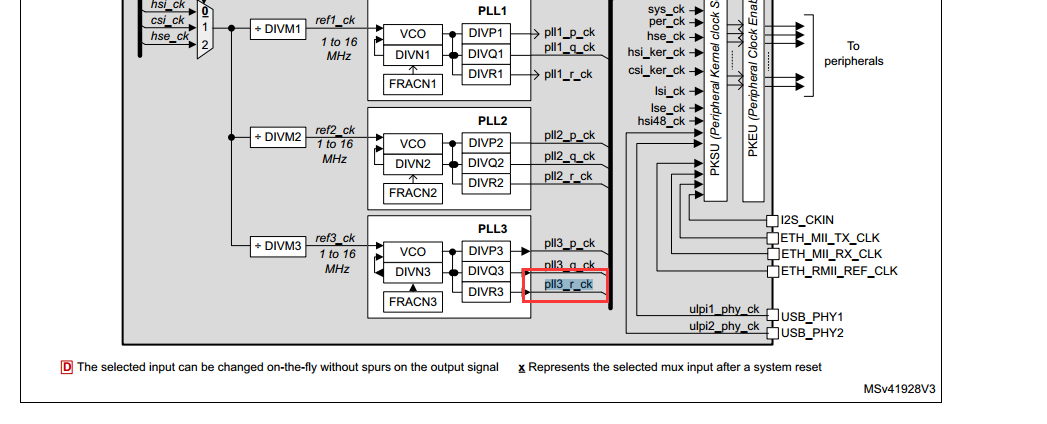 hsi_ck
csi_ck
hse_ck
0
1
2
÷ DIVM1
ref1_ck
1 to 16
MHz
PLL1
VCO
DIVN1
FRACN1
DIVP1
DIVQ1
DIVR1
pll1_p_ck
pll1_q_ck
pll1_r_ck
÷ DIVM2
ref2_ck
1 to 16
MHz
PLL2
VCO
DIVN2
FRACN2
DIVP2
DIVQ2
DIVR2
pll2_p_ck
pll2_q_ck
pll2_r_ck
÷ DIVM3
ref3_ck
1 to 16
MHz
PLL3
VCO
DIVN3
FRACN3
DIVP3
DIVQ3
DIVR3
pll3_p_ck
pll3_q_ck
pll3_r_ck
sys_ck
per_ck
hse_ck
hsi_ker_ck
csi_ker_ck
lsi_ck
lse_ck
hsi48_ck
PKSU (Peripheral Kernel clock S
PKEU (Peripheral Clock Enab
To
peripherals
I2S_CKIN
ETH_MII_TX_CLK
ETH_MII_RX_CLK
ETH_RMII_REF_CLK
ulpi1_phy_ck
USB_PHY1
ulpi2_phy_ck
USB_PHY2
D The selected input can be changed on-the-fly without spurs on the output signal
x Represents the selected mux input after a system reset
MSv41928V3